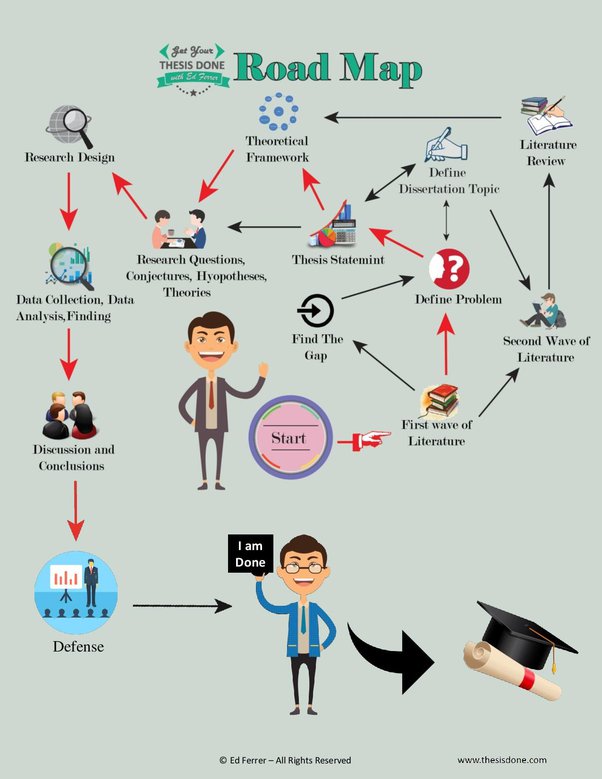 Get Your
THESIS DONE
with Ed Ferrer
Road Map
Research Design
Theoretical
Framework
Literature
Review
Define
Dissertation Topic
Research Questions,
Conjectures, Hyopotheses,
Theories
Thesis Statmint
Define Problem
Data Collection, Data
Analysis,Finding
Find The
Gap
Second Wave of
Literature
First wave of
Literature
Start
Discussion and
Conclusions
I am
Done
Defense
© Ed Ferrer – All Rights Reserved
www.thesisdone.com